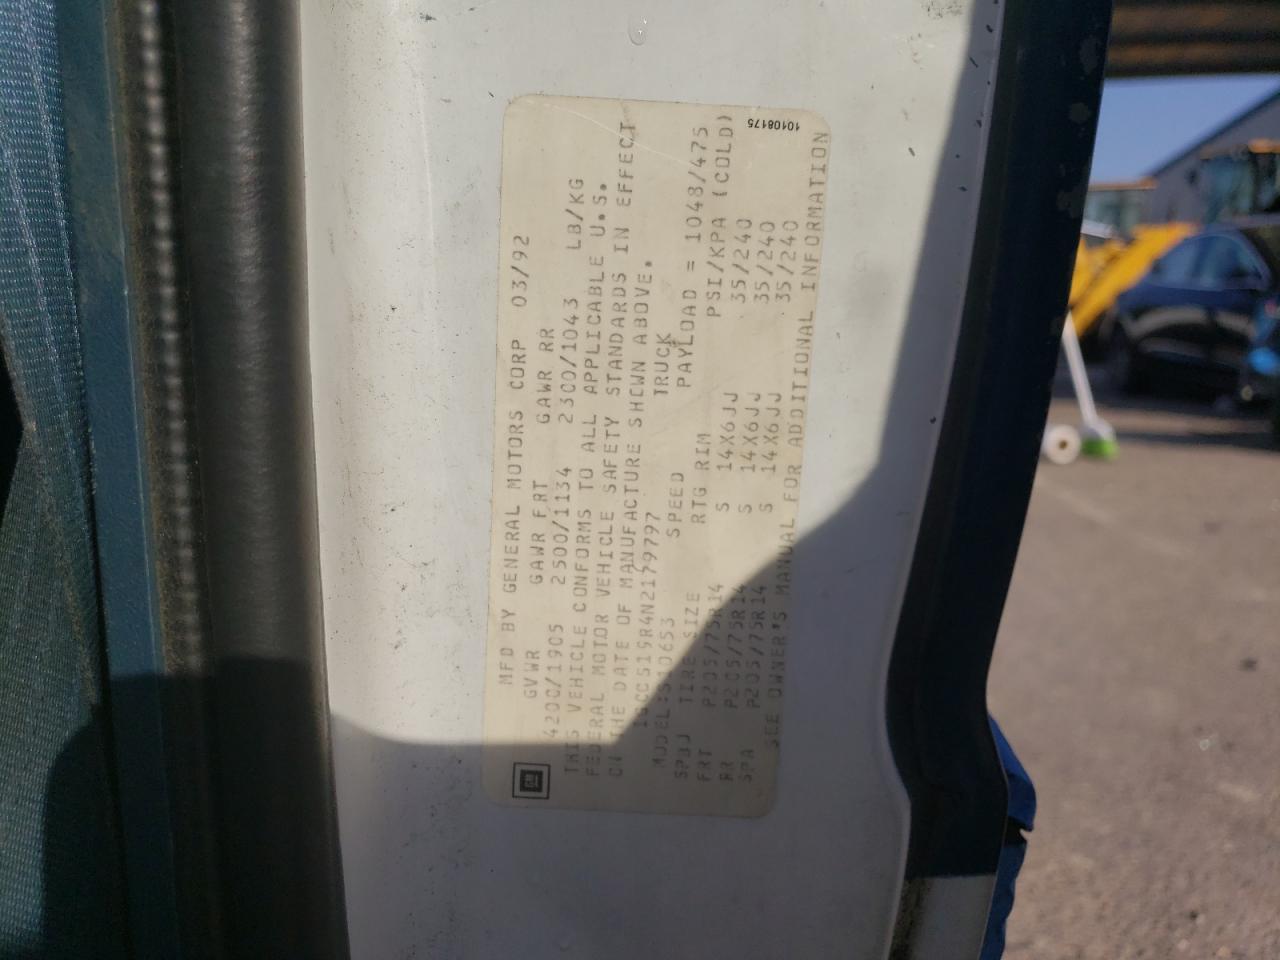 MFD BY GENERAL MOTORS CORP 03/92
GVWR GAWR FRT GAWR RR
4200/1905 2500/1134 2300/1043 LB/KG
THIS VEHICLE CONFORMS TO ALL APPLICABLE U.S.
FEDERAL MOTOR VEHICLE SAFETY STANDARDS IN EFFECT
ON THE DATE OF MANUFACTURE SHOWN ABOVE.
1GCCS19R4N2179797 TRUCK
MODEL:S10653 PAYLOAD = 1048/475
SPBJ SPEED
TIRE SIZE RTG RIM PSI/KPA (COLD)
FRT P205/75R14 S 14X6JJ 35/240
RR P205/75R14 S 14X6JJ 35/240
SPA P205/75R14 S 14X6JJ 35/240
SEE OWNER'S MANUAL FOR ADDITIONAL INFORMATION
10108175
GM